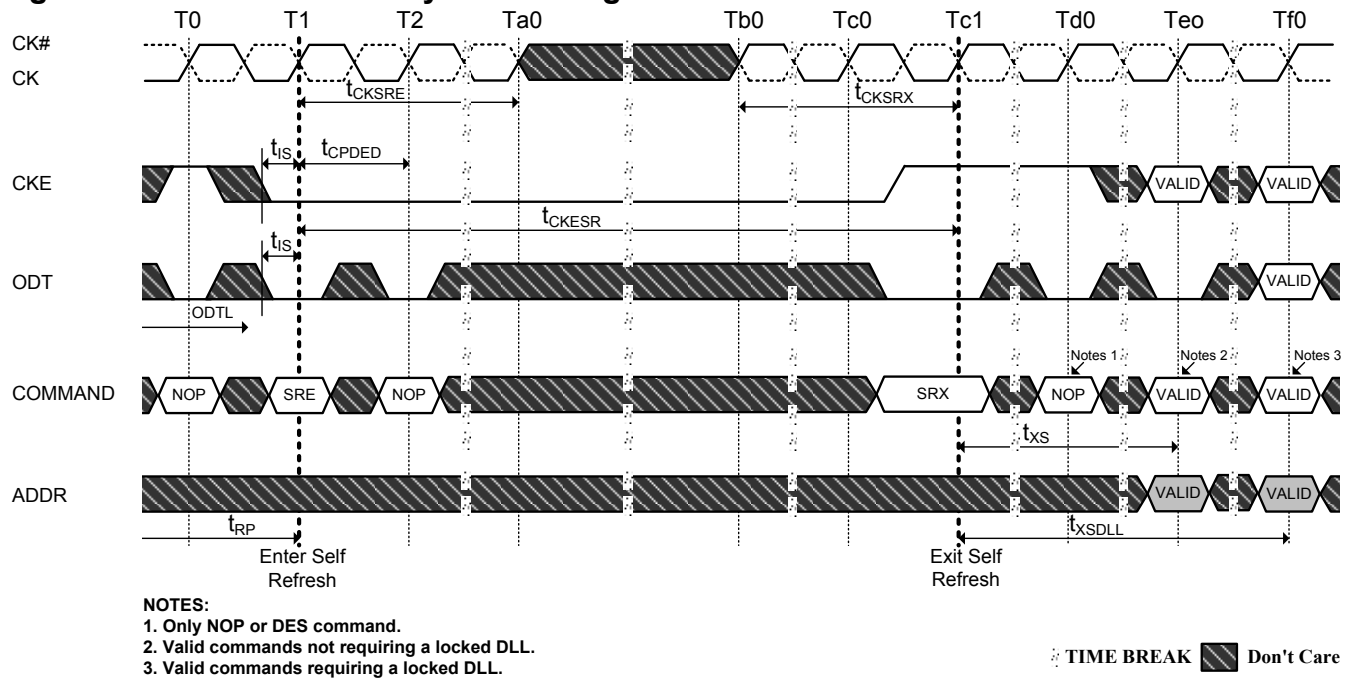 T0 T1 T2 Ta0 Tb0 Tc0 Tc1 Td0 Teo Tf0
CK#
CK
tCKSRE tCKSRX
tIS tCPDED
CKE VALID VALID
tCKESR
tIS
ODT VALID
ODTL
Notes 1 Notes 2 Notes 3
COMMAND NOP SRE NOP SRX NOP VALID VALID
tXS
ADDR VALID VALID
tRP tXSDLL
Enter Self Exit Self
Refresh Refresh
NOTES:
1. Only NOP or DES command.
2. Valid commands not requiring a locked DLL.
3. Valid commands requiring a locked DLL.
TIME BREAK Don't Care